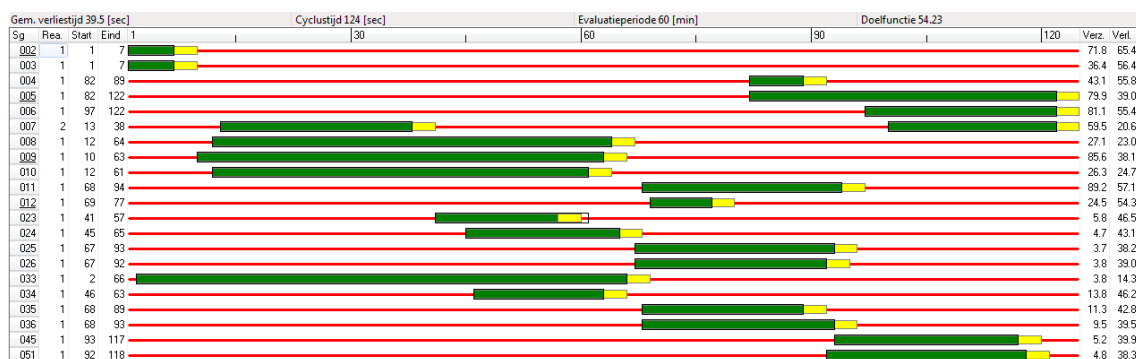 Gem. verliestijd 39.5 [sec] Cyclustijd 124 [sec] Evaluatieperiode 60 [min] Doelfunctie 54.23
Sg Rea. Start Eind 1 30 60 90 120 Verz. Verl.
002 1 1 7 71.8 65.4
003 1 1 7 36.4 56.4
004 1 82 89 43.1 55.8
005 1 82 122 79.9 39.0
006 1 97 122 81.1 55.4
007 2 13 38 59.5 20.6
008 1 12 64 27.1 23.0
009 1 10 63 85.6 38.1
010 1 12 61 26.3 24.7
011 1 68 94 89.2 57.1
012 1 69 77 24.5 54.3
023 1 41 57 5.8 46.5
024 1 45 65 4.7 43.1
025 1 67 93 3.7 38.2
026 1 67 92 3.8 39.0
033 1 2 66 3.8 14.3
034 1 46 63 13.8 46.2
035 1 68 89 11.3 42.8
036 1 68 93 9.5 39.5
045 1 93 117 5.2 39.9
051 1 92 118 4.8 38.3